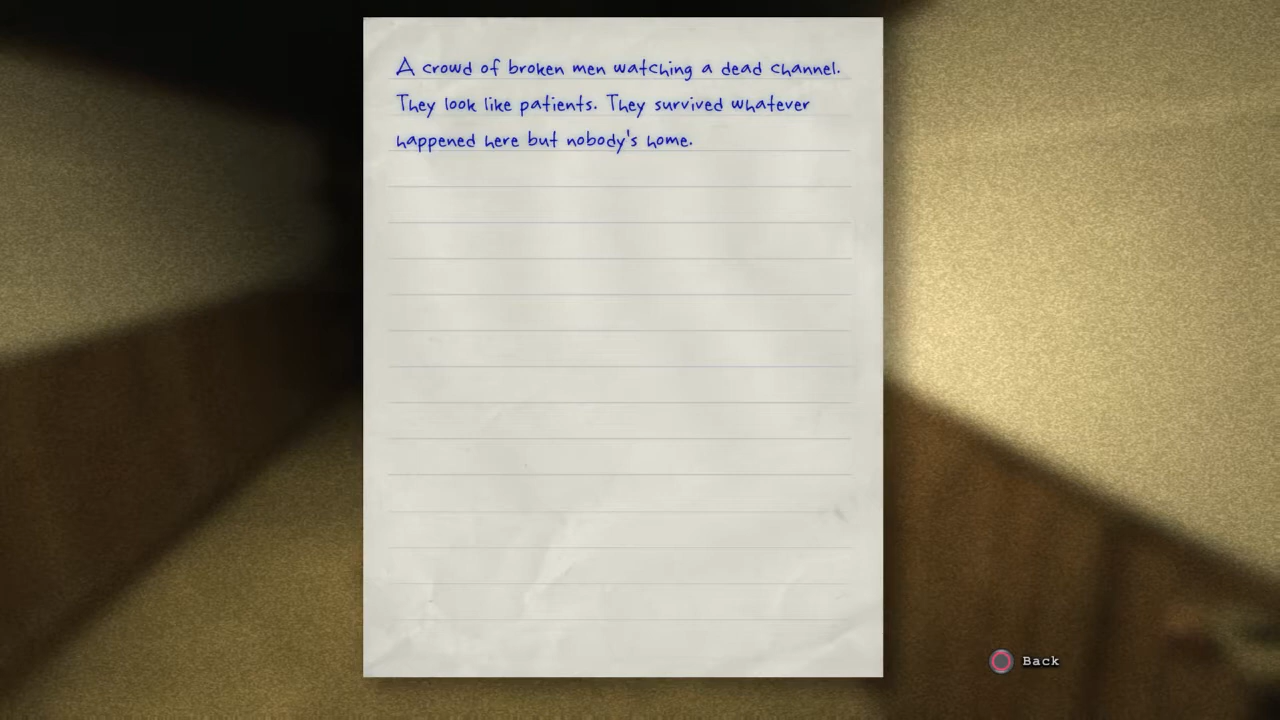 A crowd of broken men watching a dead channel.
They look like patients. They survived whatever
happened here but nobody's home.
Back